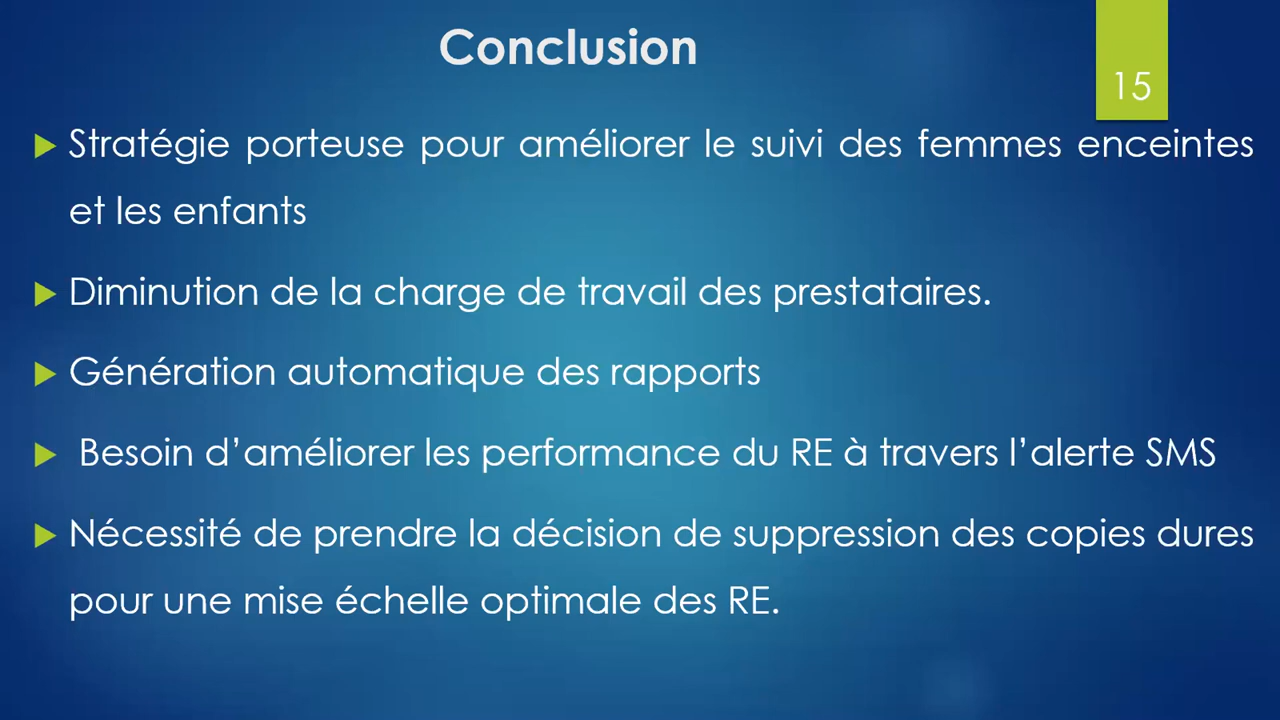 Conclusion
15
Stratégie porteuse pour améliorer le suivi des femmes enceintes
et les enfants
Diminution de la charge de travail des prestataires.
Génération automatique des rapports
Besoin d’améliorer les performance du RE à travers l’alerte SMS
Nécessité de prendre la décision de suppression des copies dures
pour une mise échelle optimale des RE.